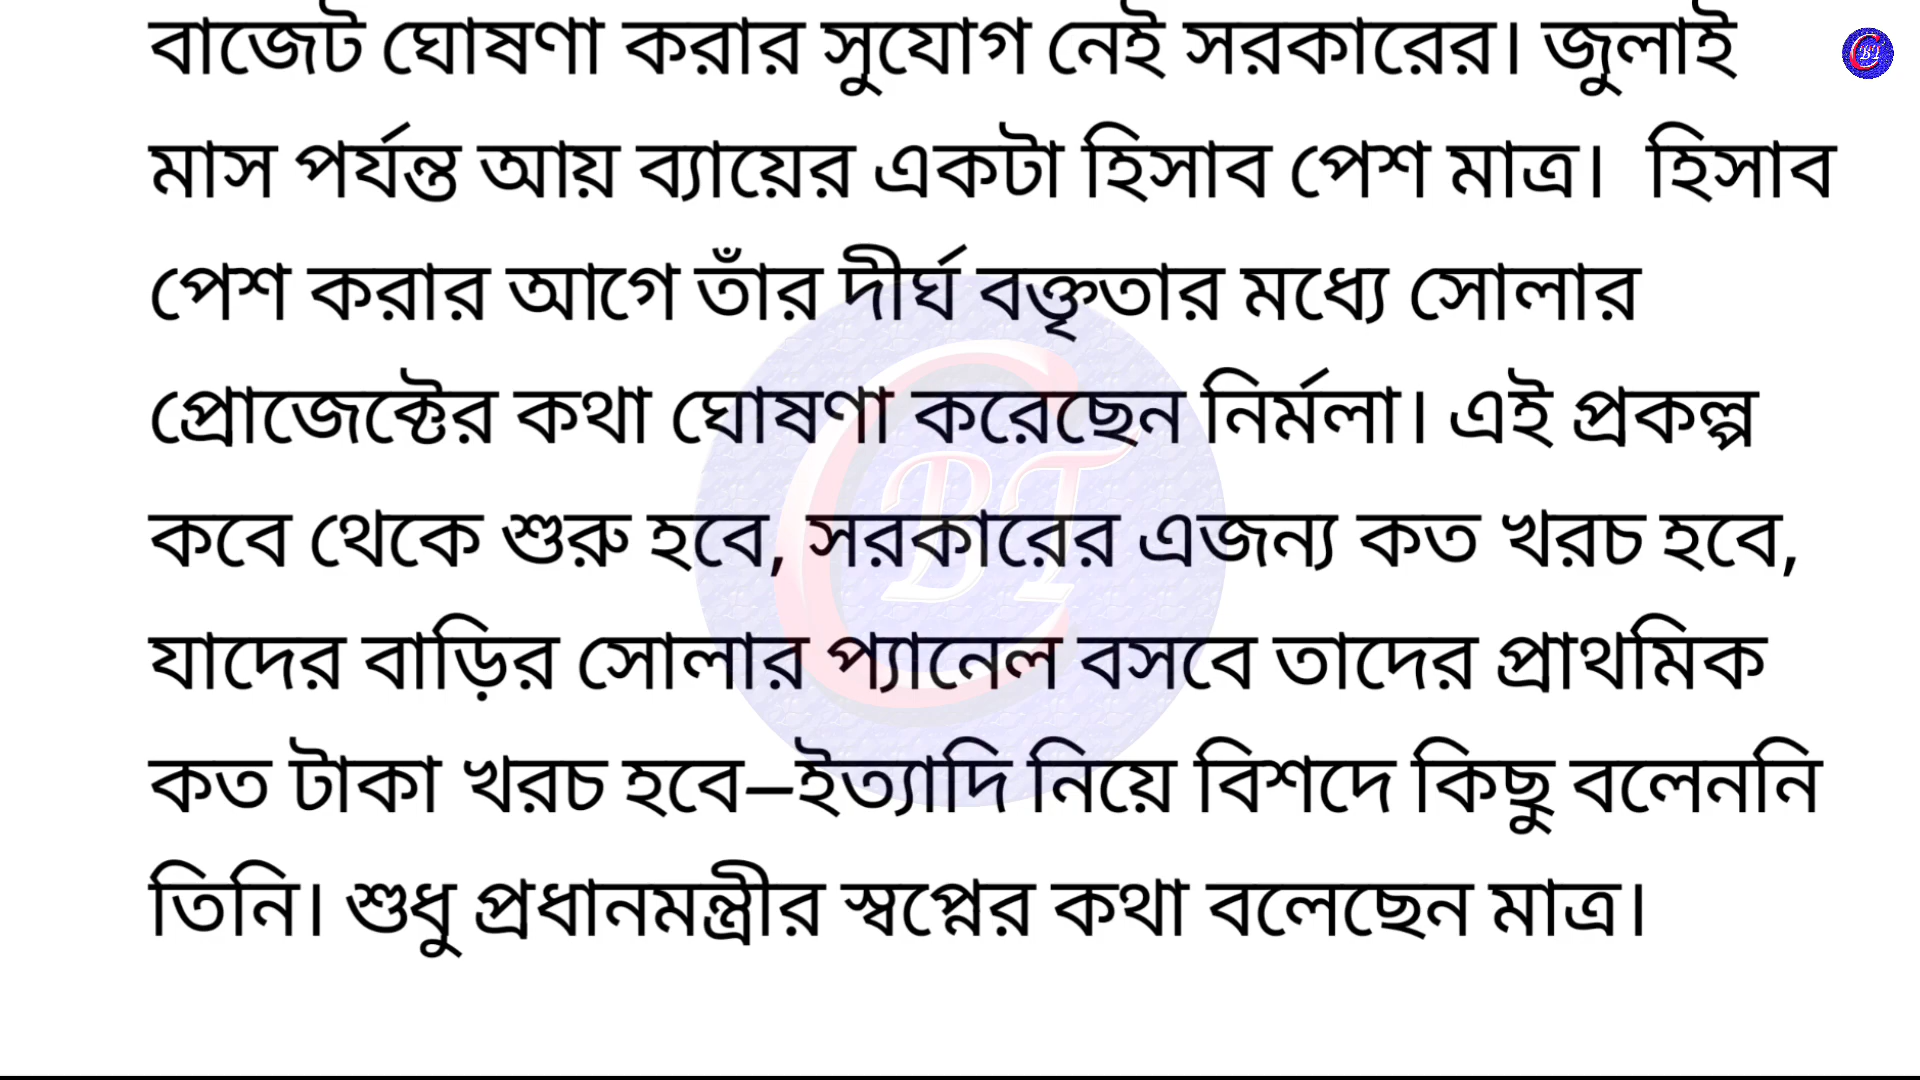 বাজেট ঘোষণা করার সুযোগ নেই সরকারের। জুলাই
মাস পর্যন্ত আয় ব্যায়ের একটা হিসাব পেশ মাত্র। হিসাব
পেশ করার আগে তাঁর দীর্ঘ বক্তৃতার মধ্যে সোলার
প্রোজেক্টের কথা ঘোষণা করেছেন নির্মলা। এই প্রকল্প
কবে থেকে শুরু হবে, সরকারের এজন্য কত খরচ হবে,
যাদের বাড়ির সোলার প্যানেল বসবে তাদের প্রাথমিক
কত টাকা খরচ হবে—ইত্যাদি নিয়ে বিশদে কিছু বলেননি
তিনি। শুধু প্রধানমন্ত্রীর স্বপ্নের কথা বলেছেন মাত্র।
CBT
CBT